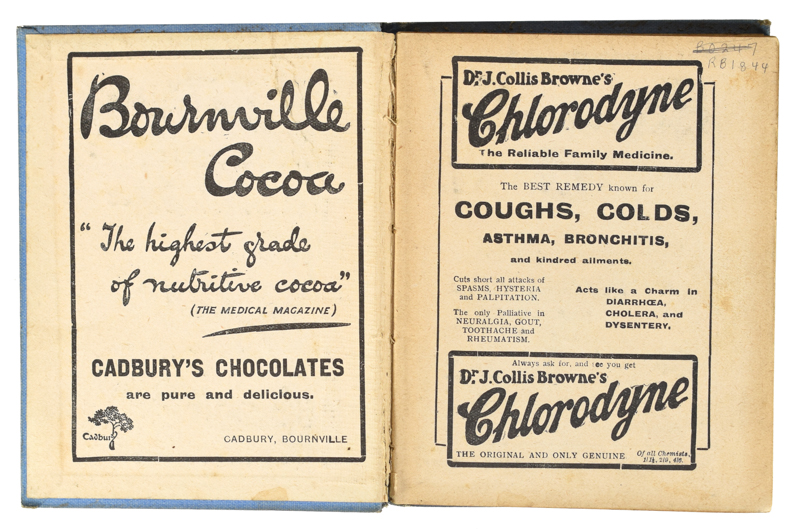 Bournville
Cocoa
"The highest grade
of nutritive cocoa"
(THE MEDICAL MAGAZINE)
CADBURY'S CHOCOLATES
are pure and delicious.
Cadbury
CADBURY, BOURNVILLE
RB1844
Dr. J. Collis Browne's
Chlorodyne
The Reliable Family Medicine.
The BEST REMEDY known for
COUGHS, COLDS,
ASTHMA, BRONCHITIS,
and kindred ailments.
Cuts short all attacks of
SPASMS, HYSTERIA
and PALPITATION.
The only Palliative in
NEURALGIA, GOUT,
TOOTHACHE and
RHEUMATISM.
Acts like a Charm in
DIARRHŒA,
CHOLERA, and
DYSENTERY.
Always ask for, and see you get
Dr. J. Collis Browne's
Chlorodyne
THE ORIGINAL AND ONLY GENUINE
Of all Chemists,